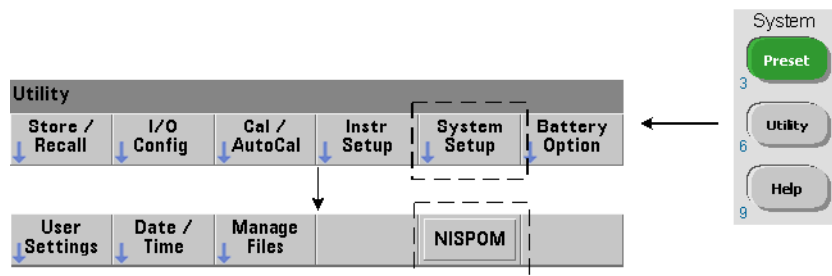 System
Preset
3
Utility
6
Help
9
Utility
Store /
Recall
I/O
Config
Cal /
AutoCal
Instr
Setup
System
Setup
Battery
Option
User
Settings
Date /
Time
Manage
Files
NISPOM